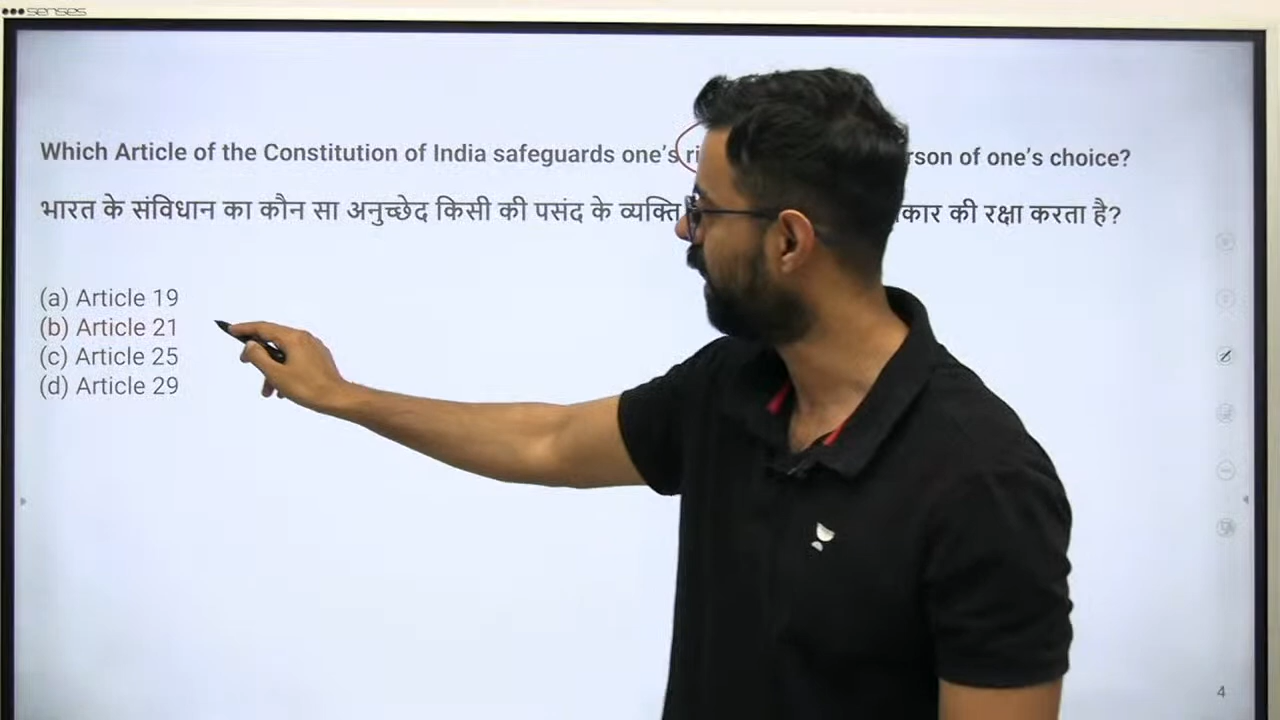 senses
Which Article of the Constitution of India safeguards one's ri rson of one's choice?
भारत के संविधान का कौन सा अनुच्छेद किसी की पसंद के व्यक्ति कार की रक्षा करता है?
(a) Article 19
(b) Article 21
(c) Article 25
(d) Article 29
4